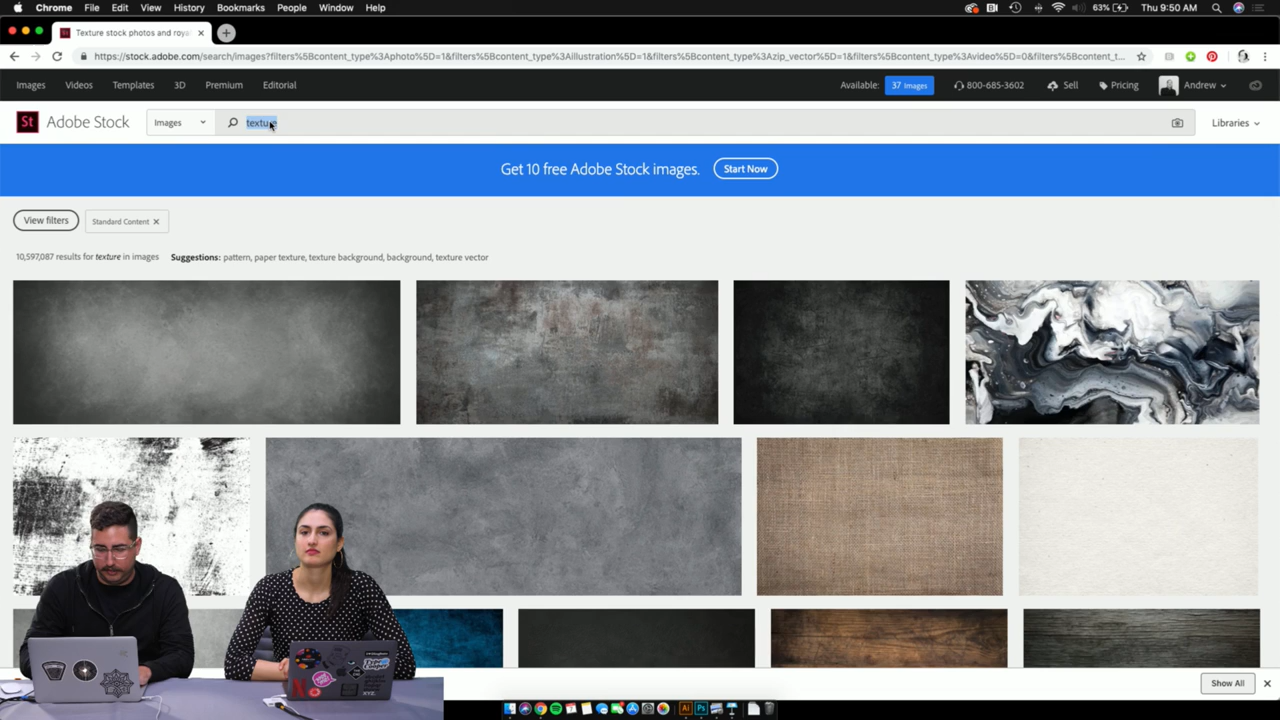 Chrome File Edit View History Bookmarks People Window Help 63% Thu 9:50 AM
Texture stock photos and roya
https://stock.adobe.com/search/images?filters%5Bcontent_type%3Aphoto%5D=1&filters%5Bcontent_type%3Aillustration%5D=1&filters%5Bcontent_type%3Azip_vector%5D=1&filters%5Bcontent_type%3Avideo%5D=0&filters%5Bcontent_t...
Images Videos Templates 3D Premium Editorial Available: 37 Images 800-685-3602 Sell Pricing Andrew
St Adobe Stock Images texture Libraries
Get 10 free Adobe Stock images. Start Now
View filters Standard Content
10,597,087 results for texture in images Suggestions: pattern, paper texture, texture background, background, texture vector
Show All
Ai Ps